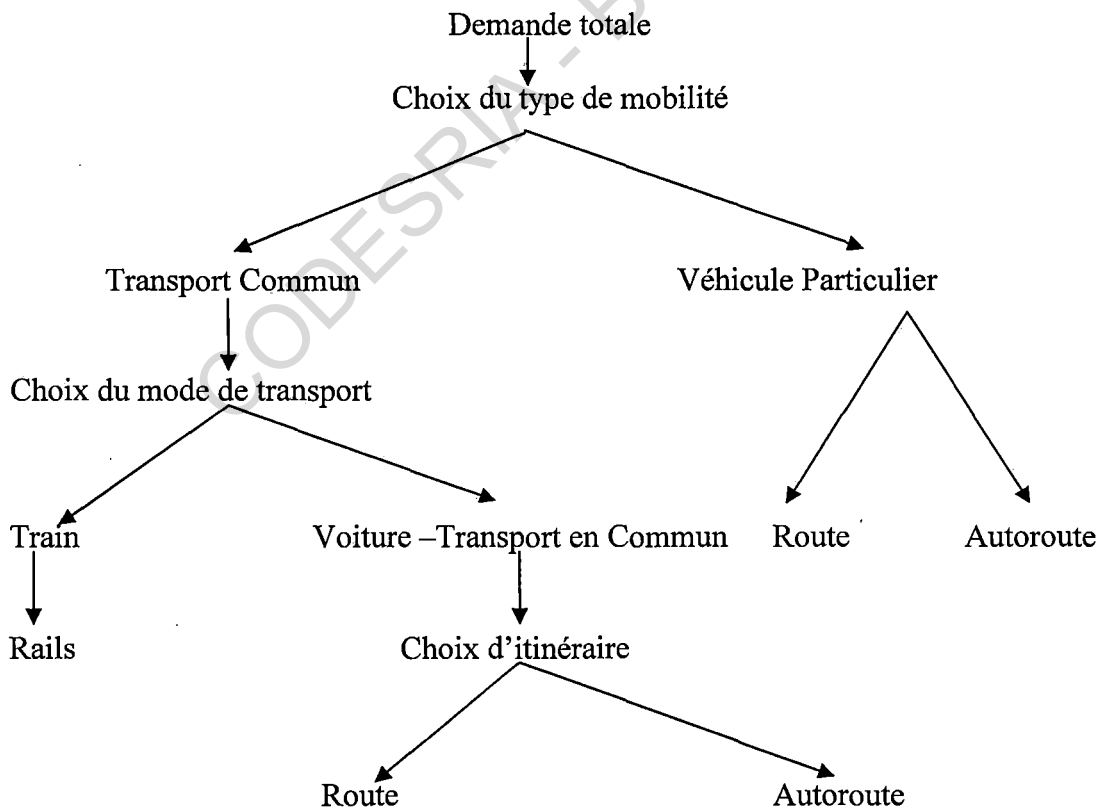 Demande totale
Choix du type de mobilité
Transport Commun Véhicule Particulier
Choix du mode de transport
Train Voiture –Transport en Commun Route Autoroute
Rails Choix d'itinéraire
Route Autoroute
CODESRIA - B